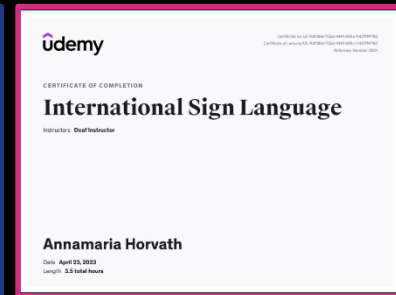 ûdemy
CERTIFICATE OF COMPLETION
International Sign Language
Instructors Deaf Instructor
Annamaria Horvath
Date April 23, 2023
Length 3.5 total hours